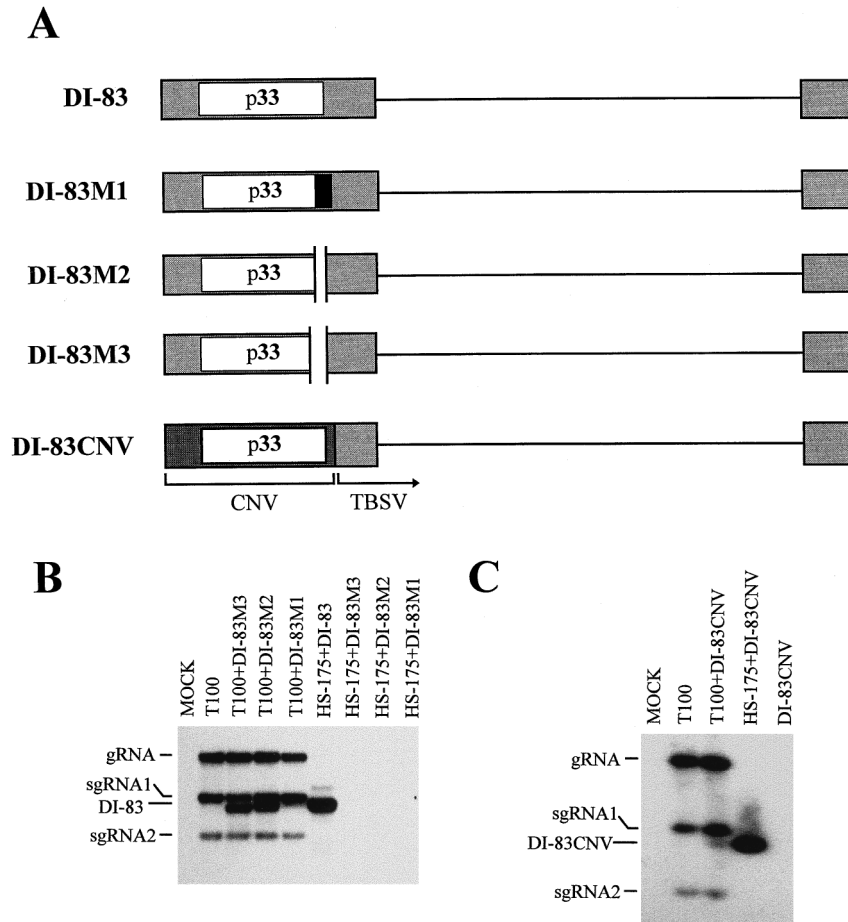 A
DI-83
p33
DI-83M1
p33
DI-83M2
p33
DI-83M3
p33
DI-83CNV
p33
CNV
TBSV
B
MOCK
T100
T100+DI-83M3
T100+DI-83M2
T100+DI-83M1
HS-175+DI-83
HS-175+DI-83M3
HS-175+DI-83M2
HS-175+DI-83M1
gRNA
sgRNA1
DI-83
sgRNA2
C
MOCK
T100
T100+DI-83CNV
HS-175+DI-83CNV
DI-83CNV
gRNA
sgRNA1
DI-83CNV
sgRNA2